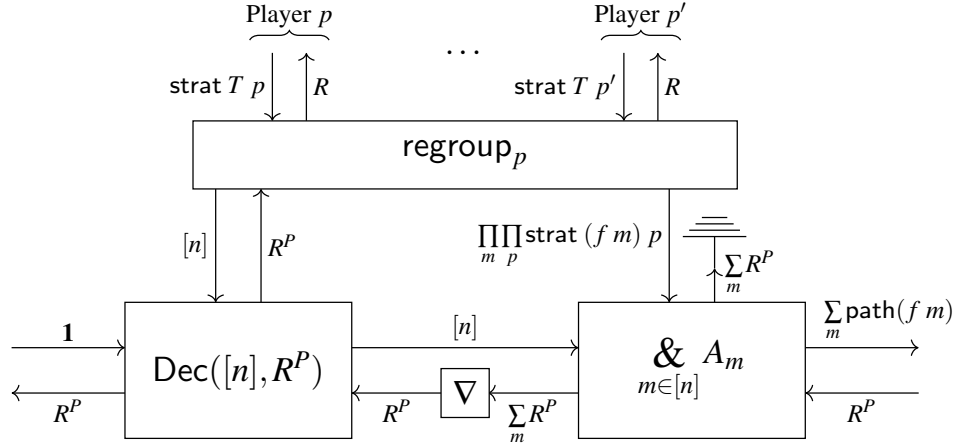 Player p … Player p′
strat T p R strat T p′ R
regroup_p
[n] R^P ∏_m ∏_p strat (f m) p ∑_m R^P
1 Dec([n], R^P) [n] &_{m∈[n]} A_m ∑_m path(f m)
R^P R^P ∇ ∑_m R^P R^P